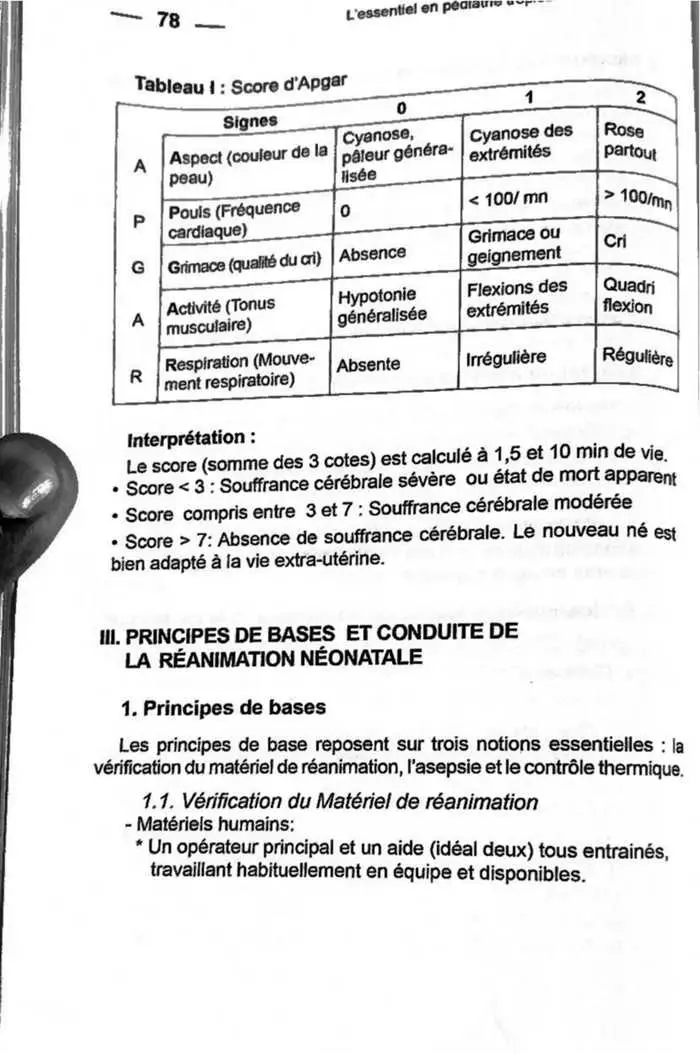 78
L'essentiel en pédiatrie
Tableau I : Score d'Apgar
Signes 0 1 2
A Aspect (couleur de la peau) Cyanose, pâleur généra-lisée Cyanose des extrémités Rose partout
P Pouls (Fréquence cardiaque) 0 < 100/ mn > 100/mn
G Grimace (qualité du cri) Absence Grimace ou geignement Cri
A Activité (Tonus musculaire) Hypotonie généralisée Flexions des extrémités Quadri flexion
R Respiration (Mouve-ment respiratoire) Absente Irrégulière Régulière
Interprétation :
Le score (somme des 3 cotes) est calculé à 1,5 et 10 min de vie.
• Score < 3 : Souffrance cérébrale sévère ou état de mort apparent
• Score compris entre 3 et 7 : Souffrance cérébrale modérée
• Score > 7: Absence de souffrance cérébrale. Le nouveau né est
bien adapté à la vie extra-utérine.
III. PRINCIPES DE BASES ET CONDUITE DE
LA RÉANIMATION NÉONATALE
1. Principes de bases
Les principes de base reposent sur trois notions essentielles : la
vérification du matériel de réanimation, l'asepsie et le contrôle thermique.
1.1. Vérification du Matériel de réanimation
- Matériels humains:
* Un opérateur principal et un aide (idéal deux) tous entrainés,
travaillant habituellement en équipe et disponibles.